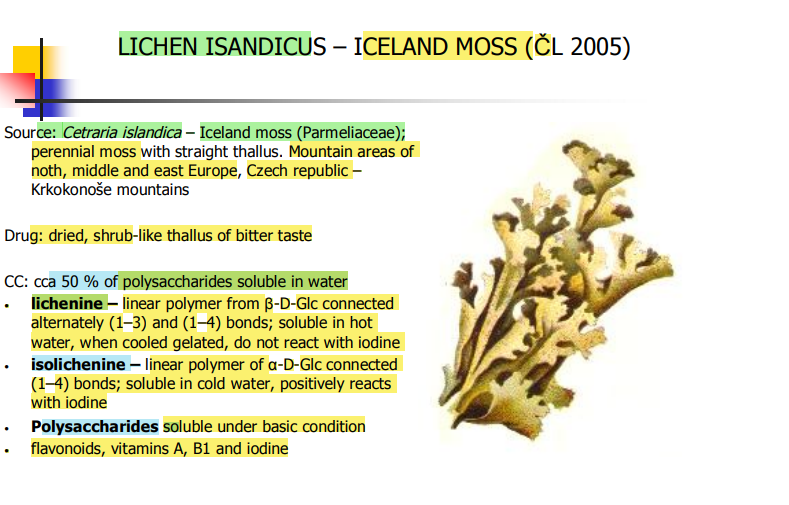 LICHEN ISANDICUS – ICELAND MOSS (ČL 2005)
Source: Cetraria islandica – Iceland moss (Parmeliaceae);
perennial moss with straight thallus. Mountain areas of
noth, middle and east Europe, Czech republic –
Krkokonoše mountains
Drug: dried, shrub-like thallus of bitter taste
CC: cca 50 % of polysaccharides soluble in water
• lichenine – linear polymer from β-D-Glc connected
alternately (1–3) and (1–4) bonds; soluble in hot
water, when cooled gelated, do not react with iodine
• isolichenine – linear polymer of α-D-Glc connected
(1–4) bonds; soluble in cold water, positively reacts
with iodine
• Polysaccharides soluble under basic condition
• flavonoids, vitamins A, B1 and iodine